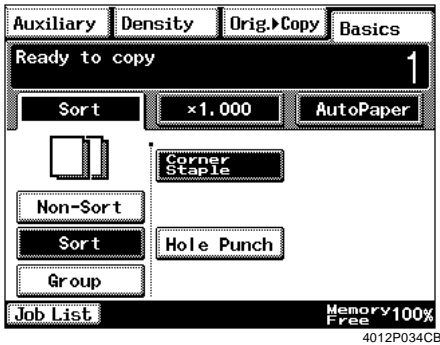 Auxiliary Density Orig.▶Copy Basics
Ready to copy 1
Sort ×1.000 AutoPaper
Corner
Staple
Non-Sort
Sort Hole Punch
Group
Job List Memory Free 100%
4012P034CB